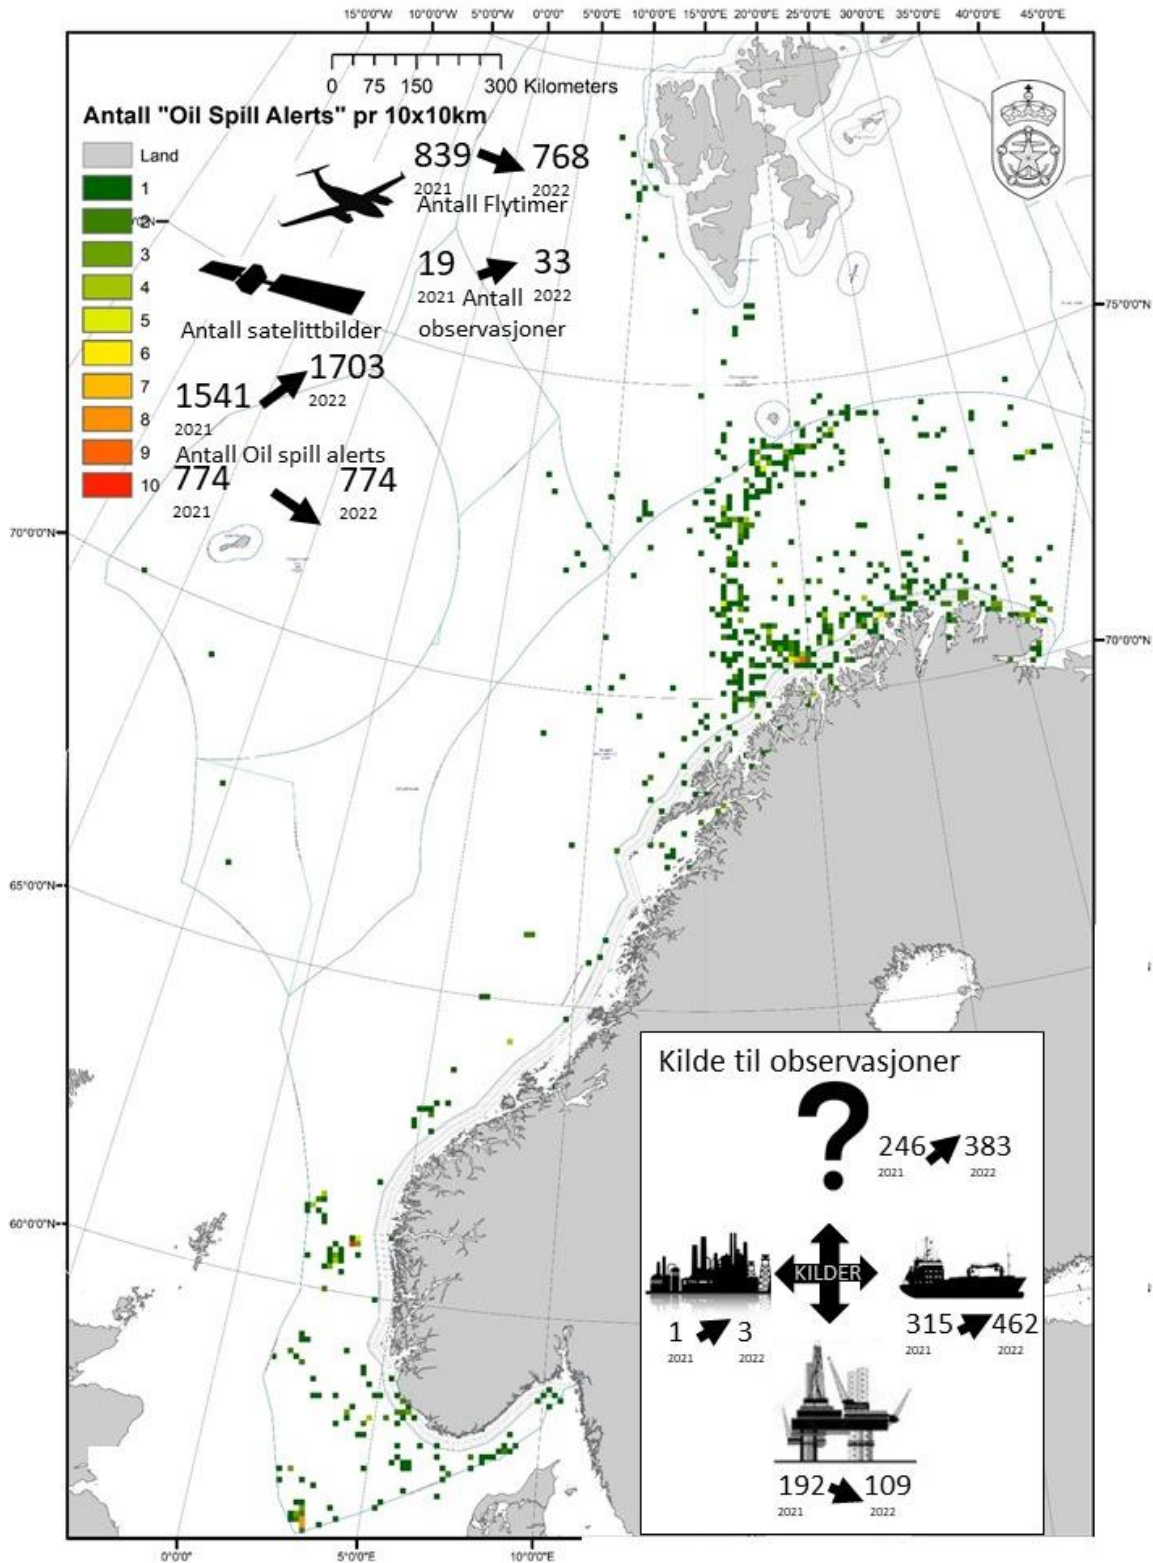 15°0'0"W 10°0'0"W 5°0'0"W 0°0'0" 5°0'0"E 10°0'0"E 15°0'0"E 20°0'0"E 25°0'0"E 30°0'0"E 35°0'0"E 40°0'0"E 45°0'0"E
0 75 150 300 Kilometers
Antall "Oil Spill Alerts" pr 10x10km
Land
1
2
3
4
5
6
7
8
9
10
839 768
2021 2022
Antall Flytimer
19 33
2021 Antall 2022
observasjoner
Antall satelittbilder
1541 1703
2021 2022
Antall Oil spill alerts
774 774
2021 2022
75°0'0"N
70°0'0"N
70°0'0"N
65°0'0"N
60°0'0"N
Kilde til observasjoner
246 383
2021 2022
KILDER
1 3
2021 2022
315 462
2021 2022
192 109
2021 2022
0°0'0" 5°0'0"E 10°0'0"E